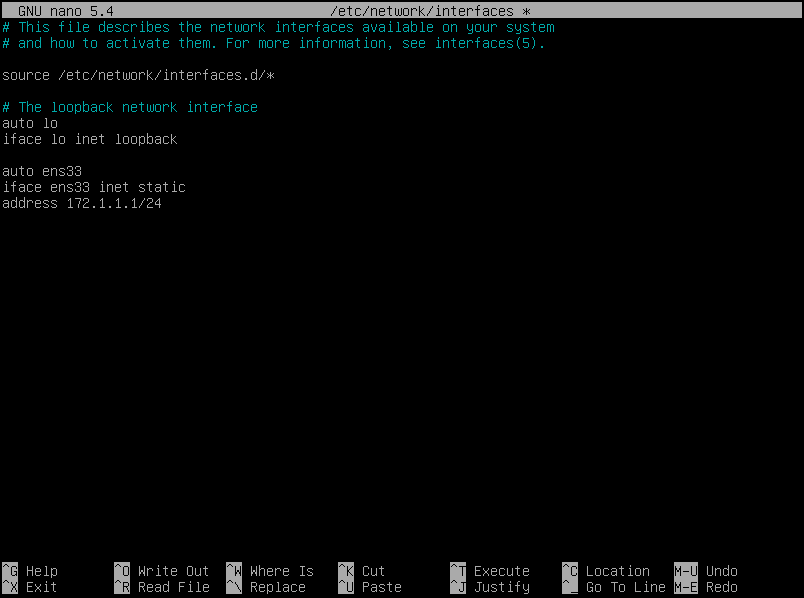 GNU nano 5.4 /etc/network/interfaces *
# This file describes the network interfaces available on your system
# and how to activate them. For more information, see interfaces(5).
source /etc/network/interfaces.d/*
# The loopback network interface
auto lo
iface lo inet loopback
auto ens33
iface ens33 inet static
address 172.1.1.1/24
^G Help ^O Write Out ^W Where Is ^K Cut ^T Execute ^C Location M-U Undo
^X Exit ^R Read File ^\ Replace ^U Paste ^J Justify ^_ Go To Line M-E Redo